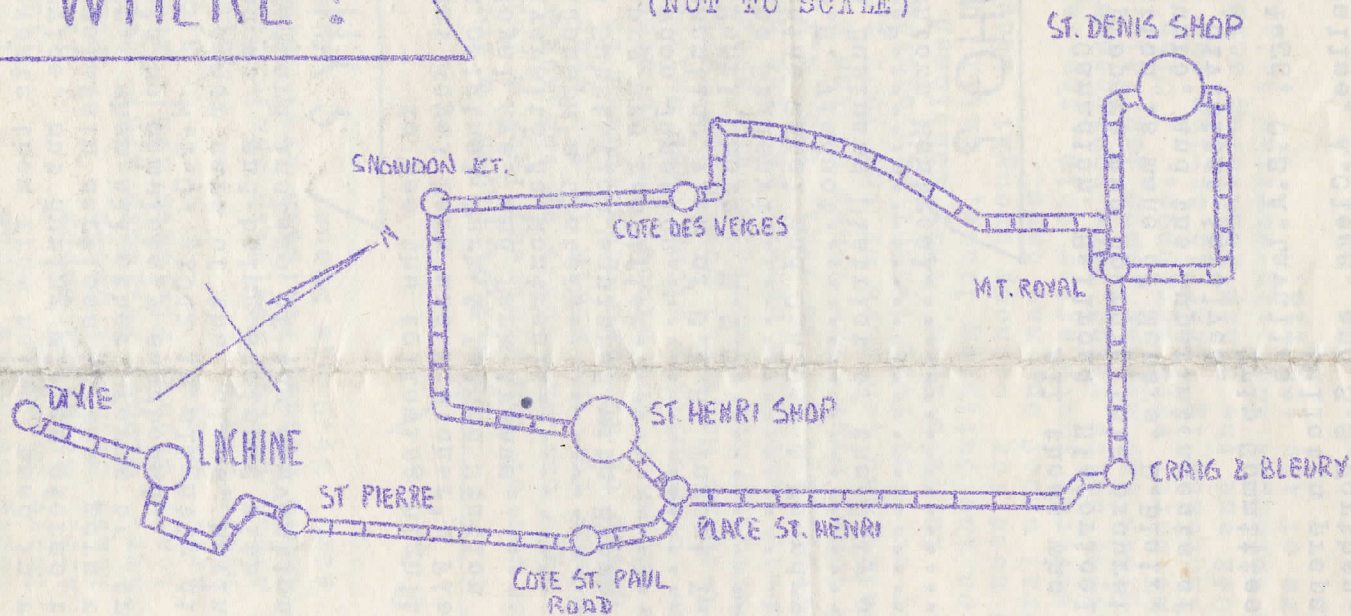 WHERE?
(NOT TO SCALE)
ST. DENIS SHOP
SNOWDON JCT.
COTE DES NEIGES
N
MT. ROYAL
DIXIE
LACHINE
ST. HENRI SHOP
ST PIERRE
CRAIG & BLEURY
PLACE ST. HENRI
COTE ST. PAUL
ROAD